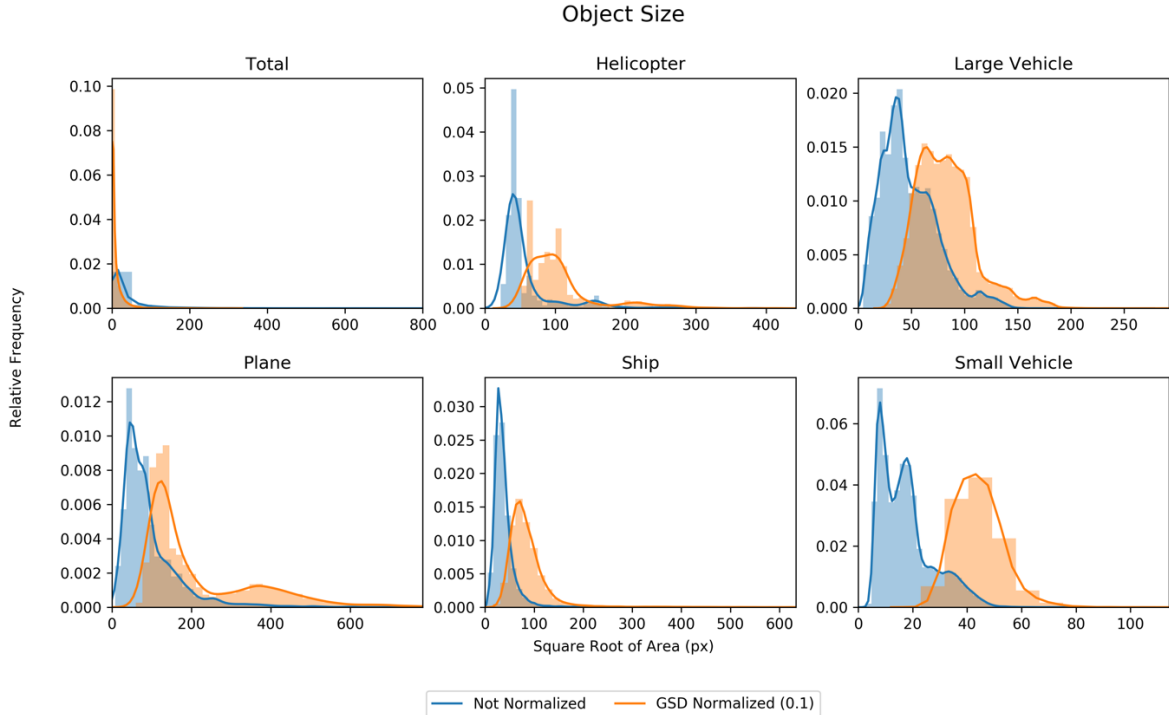 Object Size
Total
Helicopter
Large Vehicle
0.10
0.08
0.06
0.04
0.02
0.00
0 200 400 600 800
0.05
0.04
0.03
0.02
0.01
0.00
0 100 200 300 400
0.020
0.015
0.010
0.005
0.000
0 50 100 150 200 250
Relative Frequency
Plane
Ship
Small Vehicle
0.012
0.010
0.008
0.006
0.004
0.002
0.000
0 200 400 600
0.030
0.025
0.020
0.015
0.010
0.005
0.000
0 100 200 300 400 500 600
0.06
0.04
0.02
0.00
0 20 40 60 80 100
Square Root of Area (px)
Not Normalized
GSD Normalized (0.1)